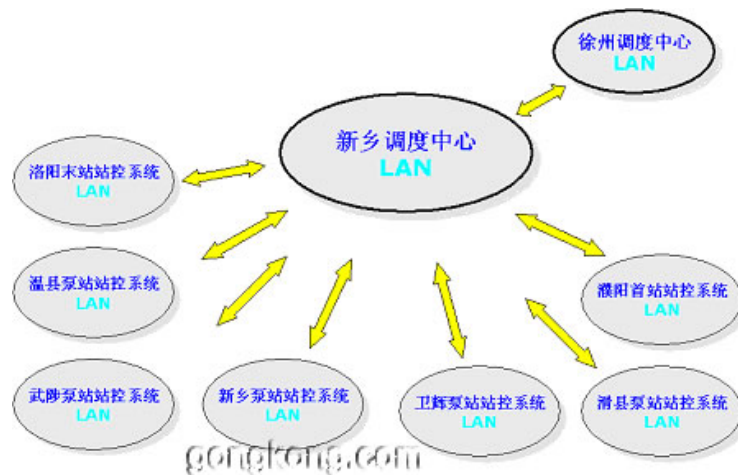 徐州调度中心
LAN
新乡调度中心
LAN
洛阳末站站控系统
LAN
温县泵站站控系统
LAN
濮阳首站站控系统
LAN
武陟泵站站控系统
LAN
新乡泵站站控系统
LAN
卫辉泵站站控系统
LAN
滑县泵站站控系统
LAN
gongkong.com